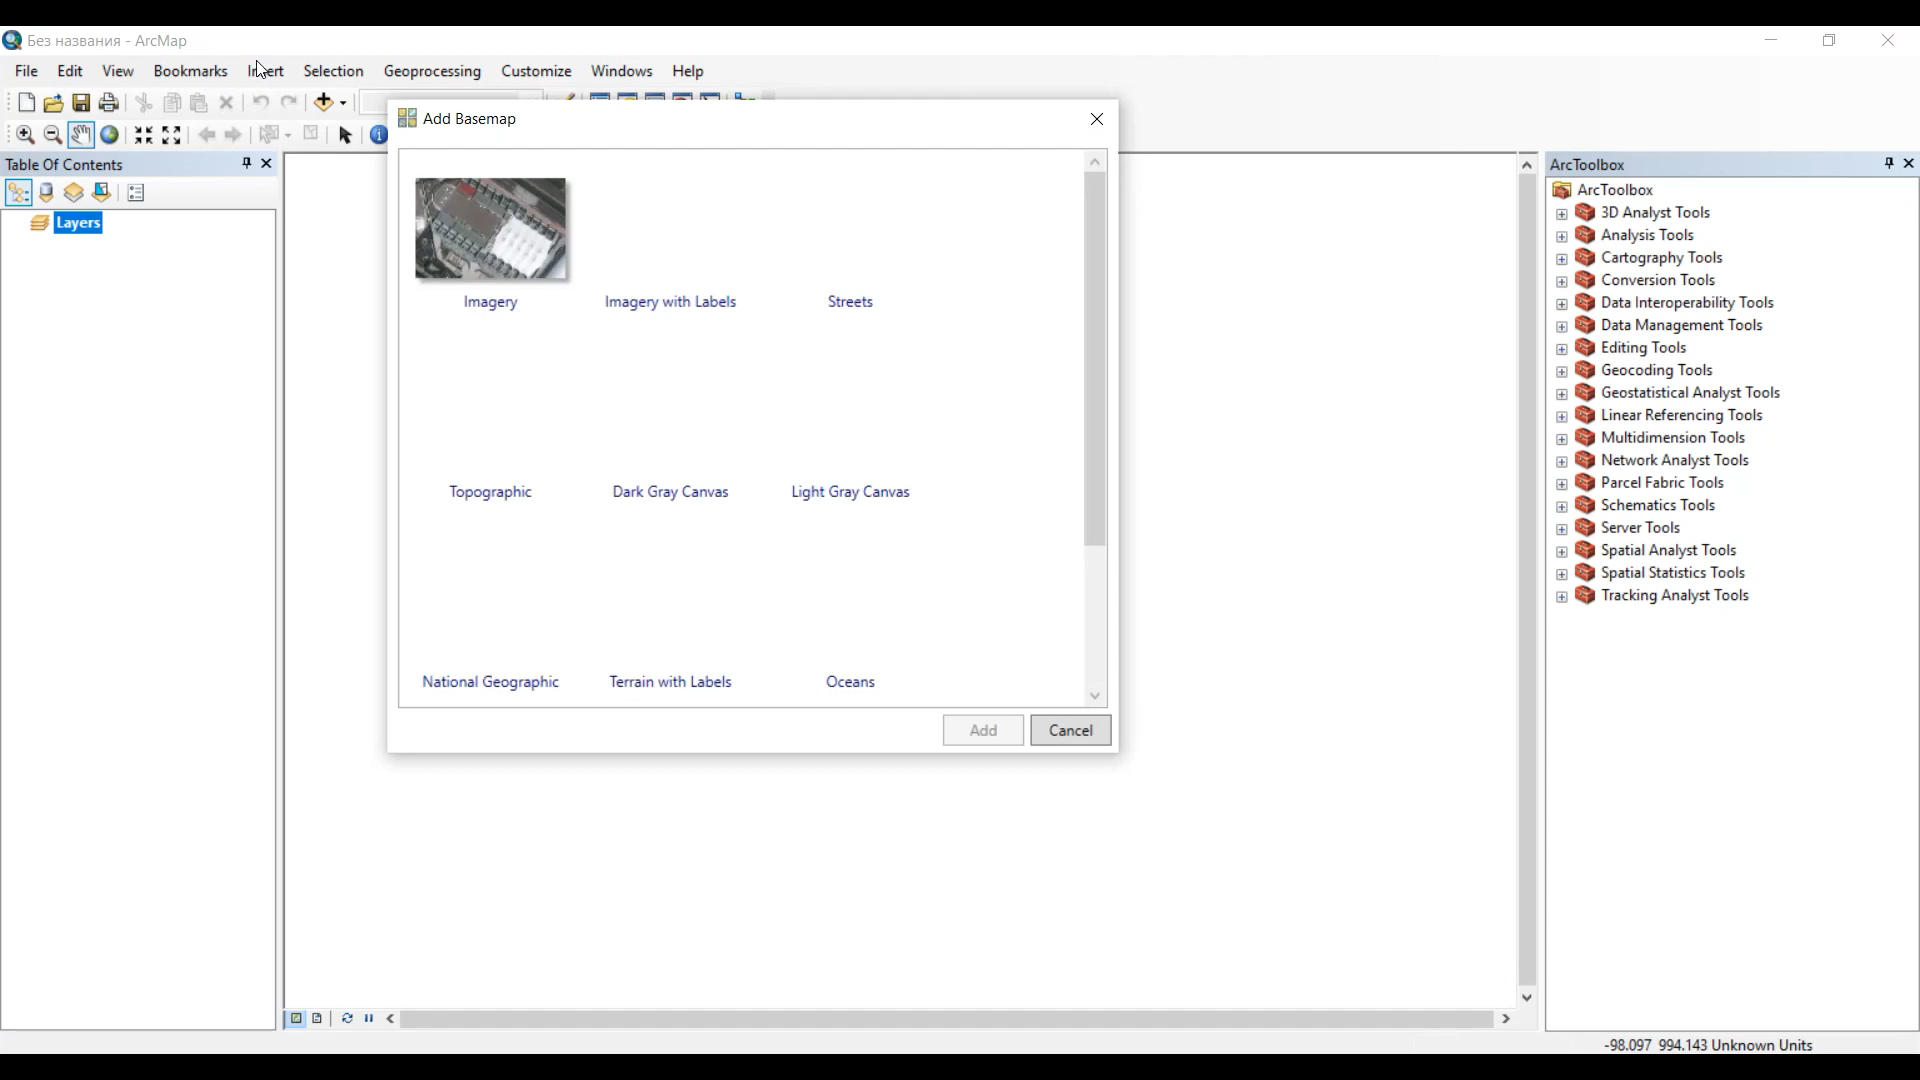 Без названия - ArcMap
File Edit View Bookmarks Insert Selection Geoprocessing Customize Windows Help
Add Basemap
Table Of Contents
Layers
Imagery
Imagery with Labels
Streets
Topographic
Dark Gray Canvas
Light Gray Canvas
National Geographic
Terrain with Labels
Oceans
Add
Cancel
ArcToolbox
ArcToolbox
3D Analyst Tools
Analysis Tools
Cartography Tools
Conversion Tools
Data Interoperability Tools
Data Management Tools
Editing Tools
Geocoding Tools
Geostatistical Analyst Tools
Linear Referencing Tools
Multidimension Tools
Network Analyst Tools
Parcel Fabric Tools
Schematics Tools
Server Tools
Spatial Analyst Tools
Spatial Statistics Tools
Tracking Analyst Tools
-98.097 994.143 Unknown Units